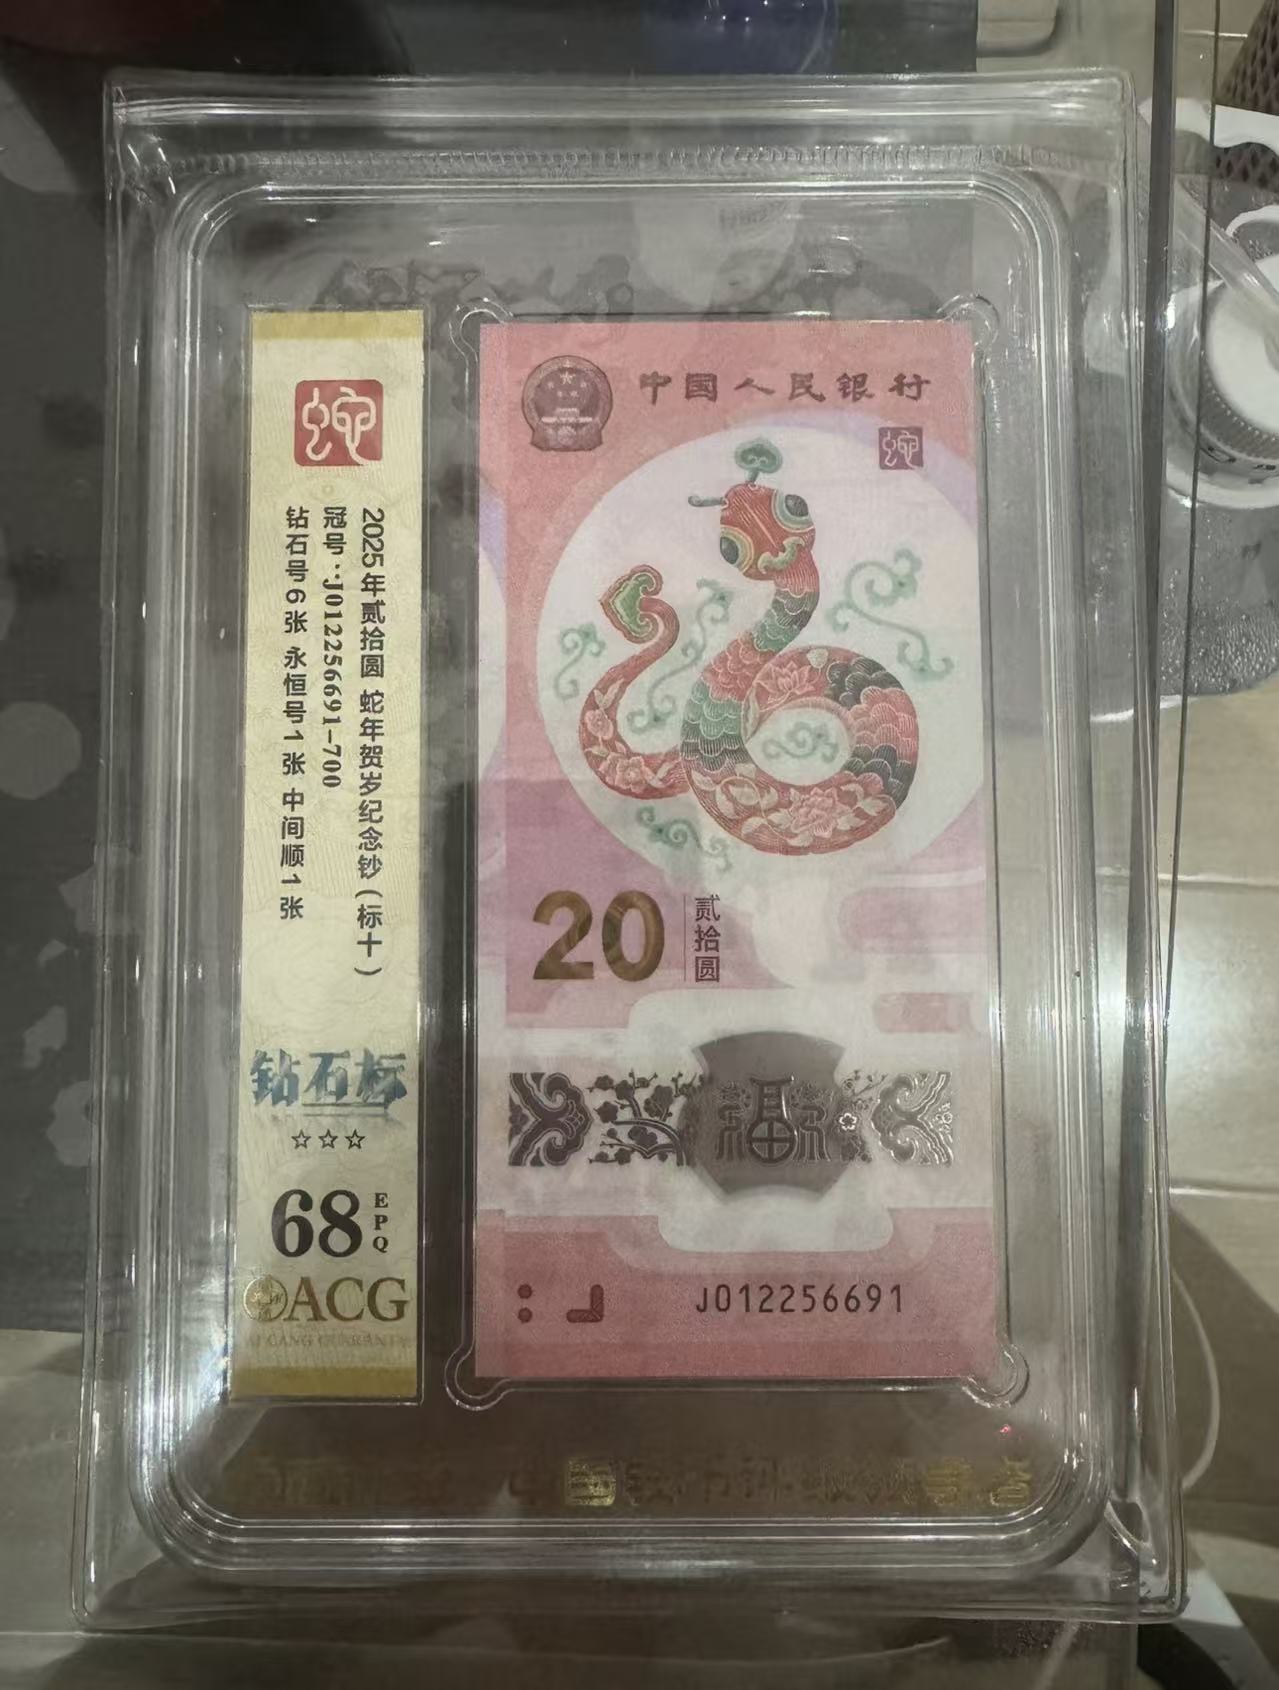 蛇
2025年贰拾圆 蛇年贺岁纪念钞(标十)
冠号:J012256691-700
钻石号6张 永恒号1张 中间顺1张
钻石标
☆☆☆
68 EPQ
ACG
中国人民银行
蛇
20 贰拾圆
福
J012256691